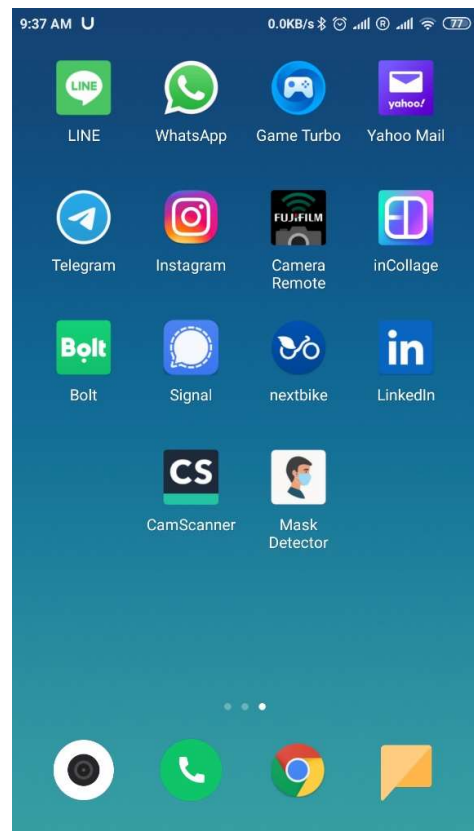 9:37 AM U 0.0KB/s R 77
LINE
yahoo!
LINE WhatsApp Game Turbo Yahoo Mail
FUJIFILM
Telegram Instagram Camera Remote inCollage
Bolt in
Bolt Signal nextbike LinkedIn
CS
CamScanner Mask Detector